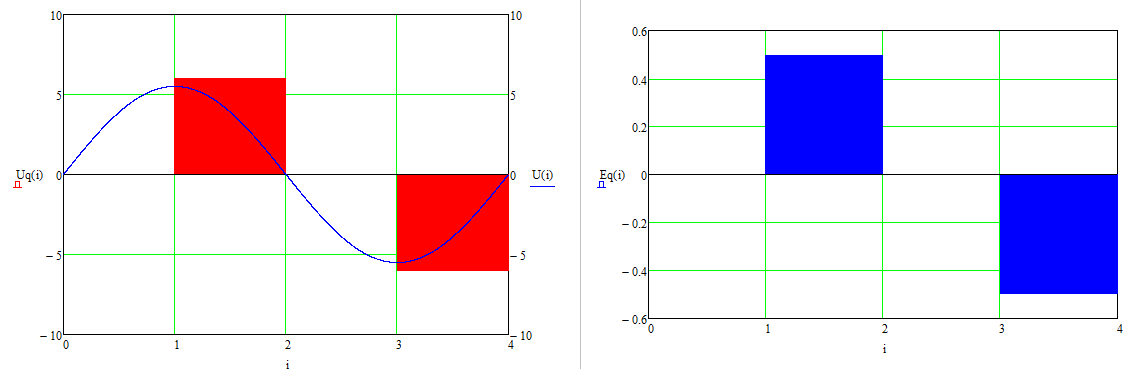 10 10
5 5
Uq(i) 0 0 U(i)
– 5 – 5
– 10 – 10
0 1 2 3 4
i
0.6
0.4
0.2
Eq(i) 0
– 0.2
– 0.4
– 0.6
0 1 2 3 4
i